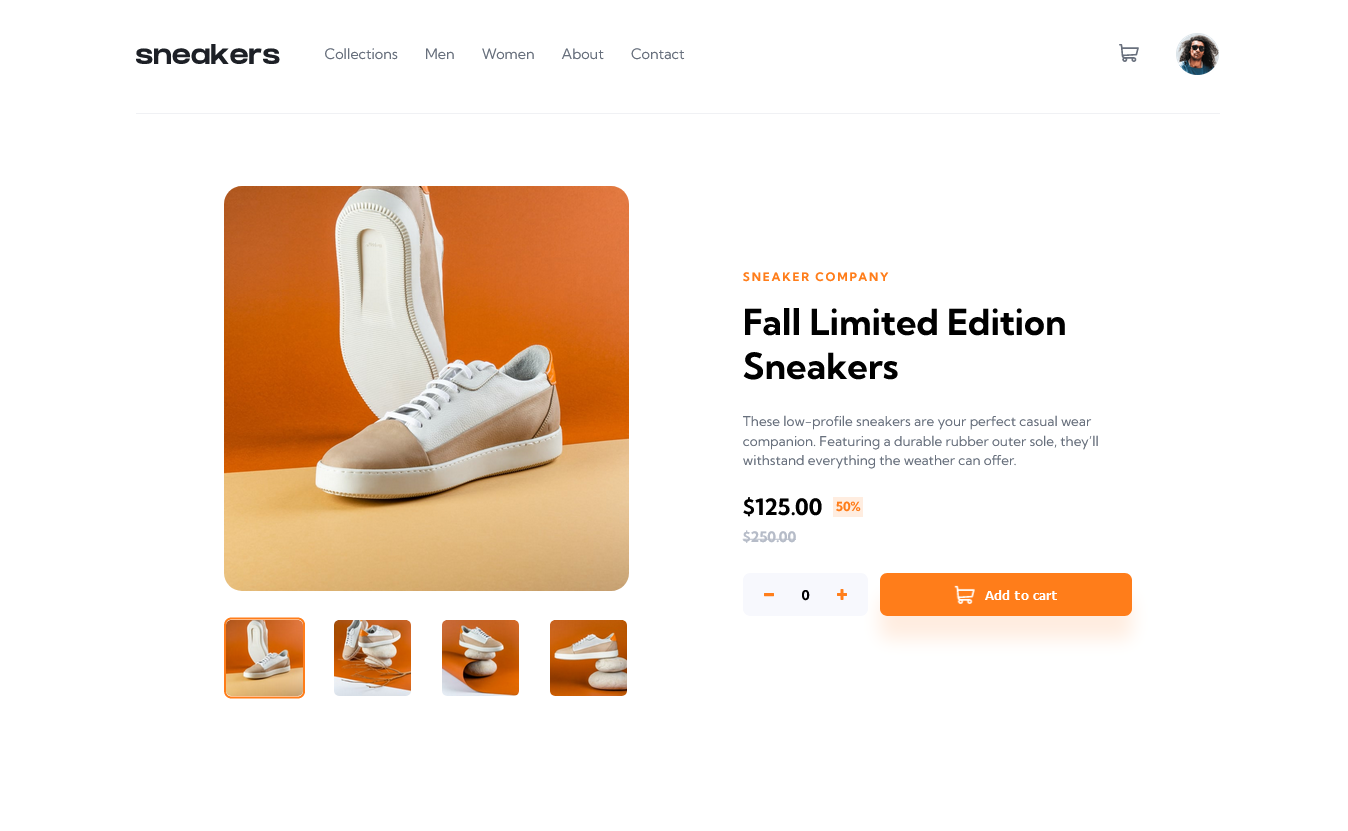 sneakers
Collections Men Women About Contact
SNEAKER COMPANY
Fall Limited Edition
Sneakers
These low-profile sneakers are your perfect casual wear
companion. Featuring a durable rubber outer sole, they'll
withstand everything the weather can offer.
$125.00 50%
$250.00
0 Add to cart